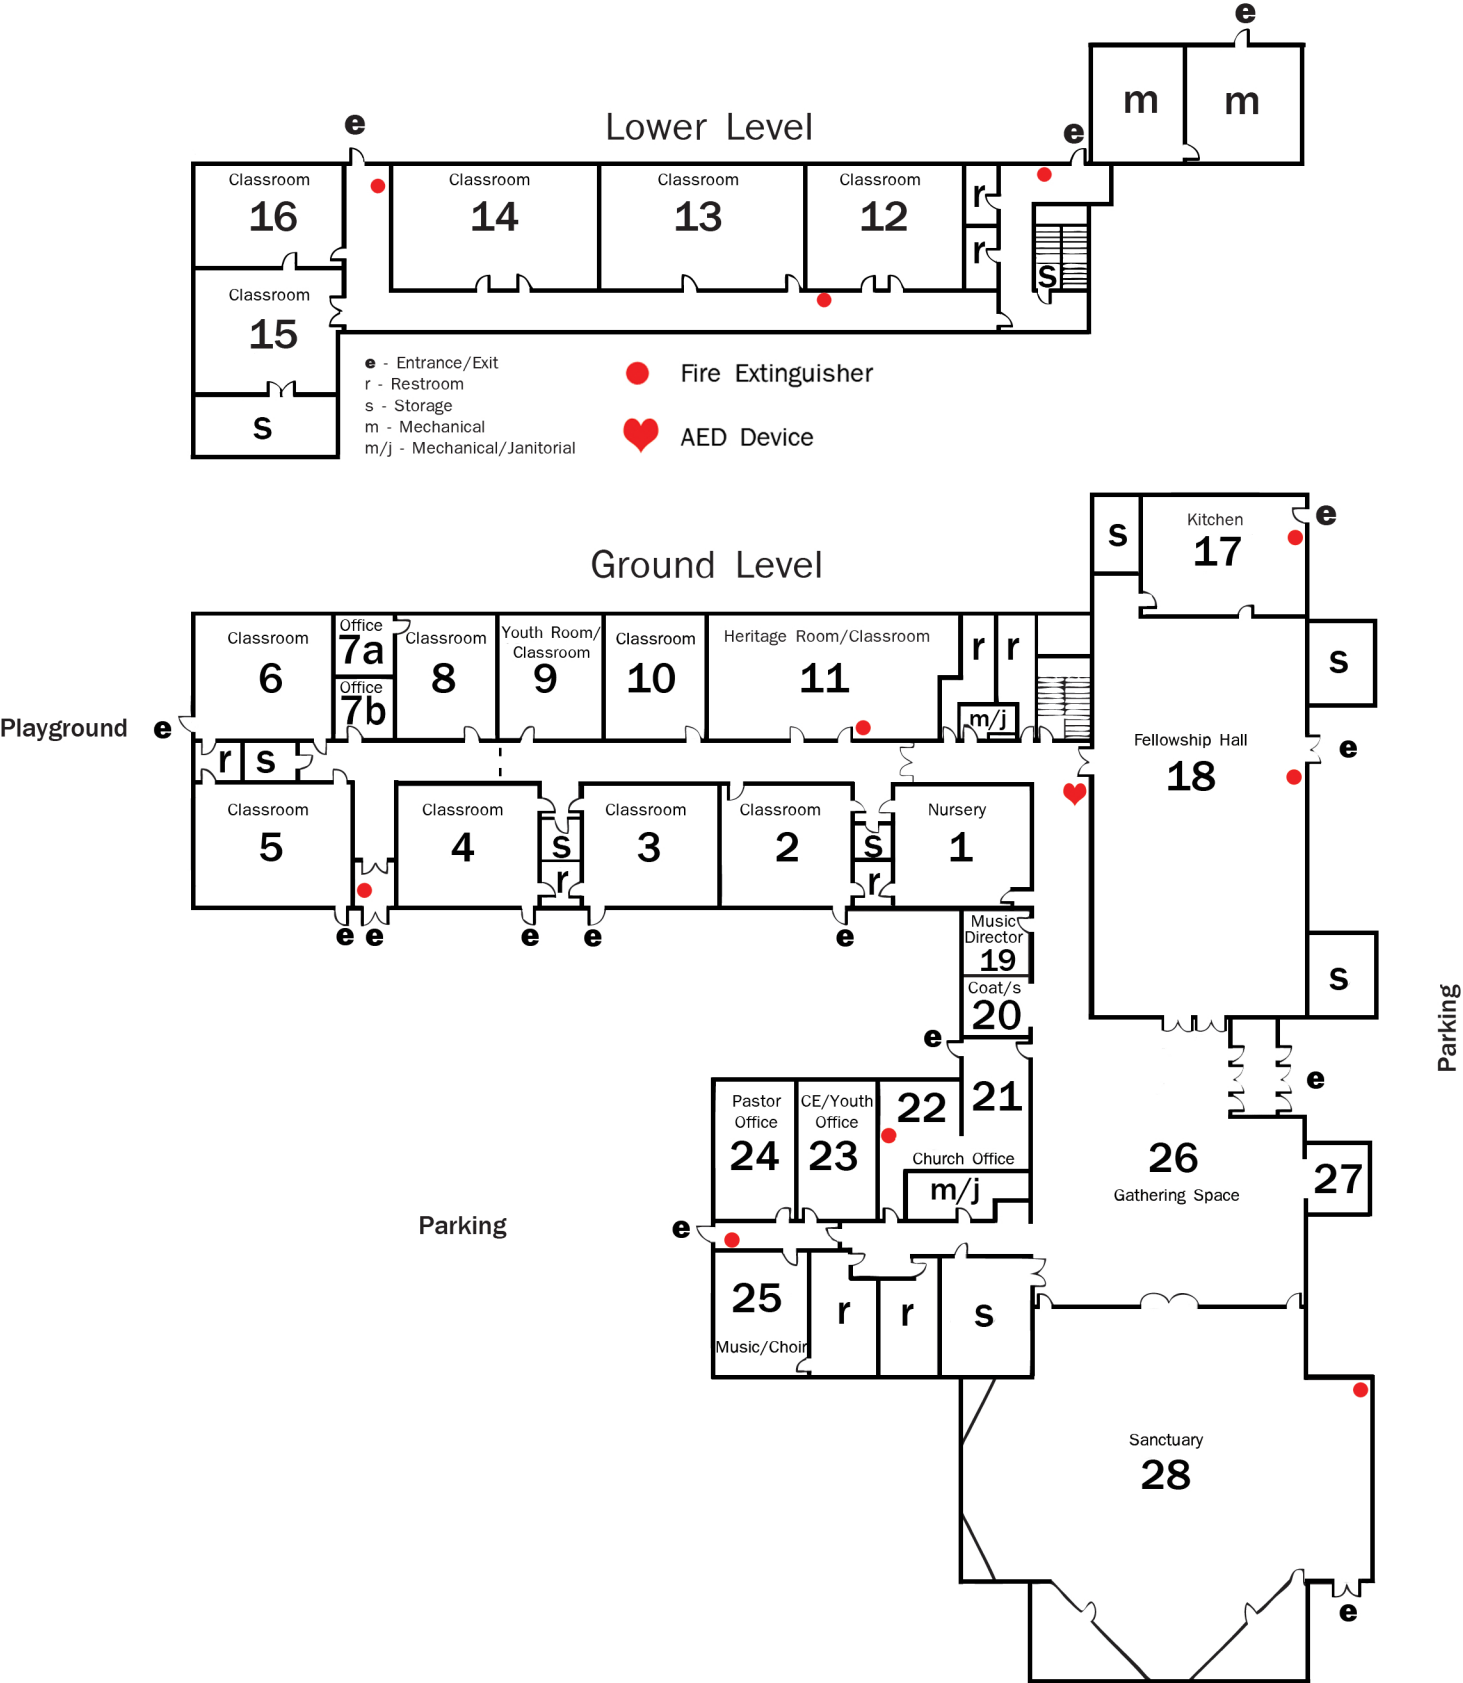 e
m m
Lower Level
e
e
Classroom
16
Classroom
14
Classroom
13
Classroom
12
r
r
s
Classroom
15
s
e - Entrance/Exit
r - Restroom
s - Storage
m - Mechanical
m/j - Mechanical/Janitorial
Fire Extinguisher
AED Device
Ground Level
s
Kitchen
17
e
Classroom
6
Office
7a
Office
7b
Classroom
8
Youth Room/
Classroom
9
Classroom
10
Heritage Room/Classroom
11
r
r
m/j
s
Playground
e
r
s
Fellowship Hall
18
e
Classroom
5
Classroom
4
s
r
Classroom
3
Classroom
2
s
r
Nursery
1
e
e
e
e
e
Music
Director
19
Coat/s
20
s
Parking
e
e
21
Pastor
Office
24
CE/Youth
Office
23
22
Church Office
m/j
26
Gathering Space
27
Parking
e
25
Music/Choir
r
r
s
Sanctuary
28
e